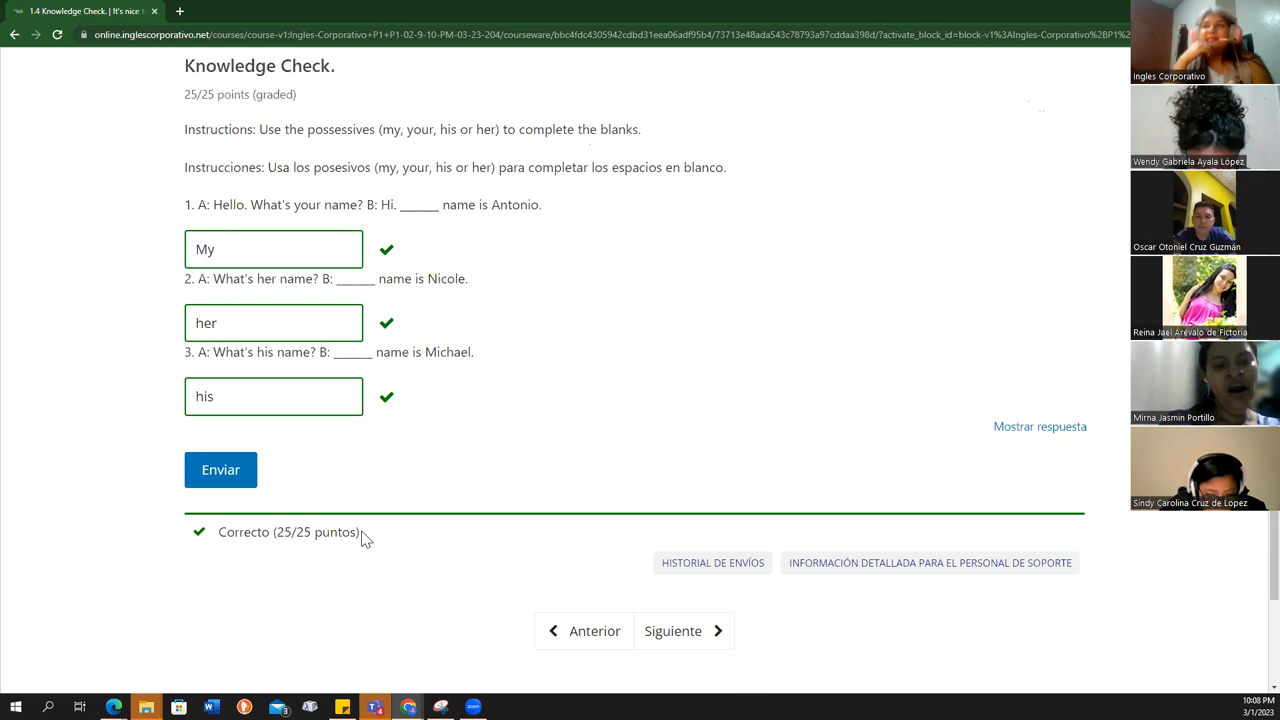 1.4 Knowledge Check. | It's nice t
online.inglescorporativo.net/courses/course-v1:Ingles-Corporativo+P1+P1-02-9-10-PM-03-23-204/courseware/bbc4fdc4305942cdbd31eea06adf95b4/73713e48ada543c78793a97cddaa398d/?activate_block_id=block-v1%3AIngles-Corporativo%2BP1%2
Knowledge Check.
25/25 points (graded)
Instructions: Use the possessives (my, your, his or her) to complete the blanks.
Instrucciones: Usa los posesivos (my, your, his or her) para completar los espacios en blanco.
1. A: Hello. What's your name? B: Hi. ______ name is Antonio.
My
2. A: What's her name? B: ______ name is Nicole.
her
3. A: What's his name? B: ______ name is Michael.
his
Mostrar respuesta
Enviar
Correcto (25/25 puntos)
HISTORIAL DE ENVÍOS
INFORMACIÓN DETALLADA PARA EL PERSONAL DE SOPORTE
Anterior
Siguiente
Ingles Corporativo
Wendy Gabriela Ayala López
Oscar Otoniel Cruz Guzmán
Reina Jael Arévalo de Fictoria
Mirna Jasmin Portillo
Sindy Carolina Cruz de Lopez
10:08 PM
3/1/2023